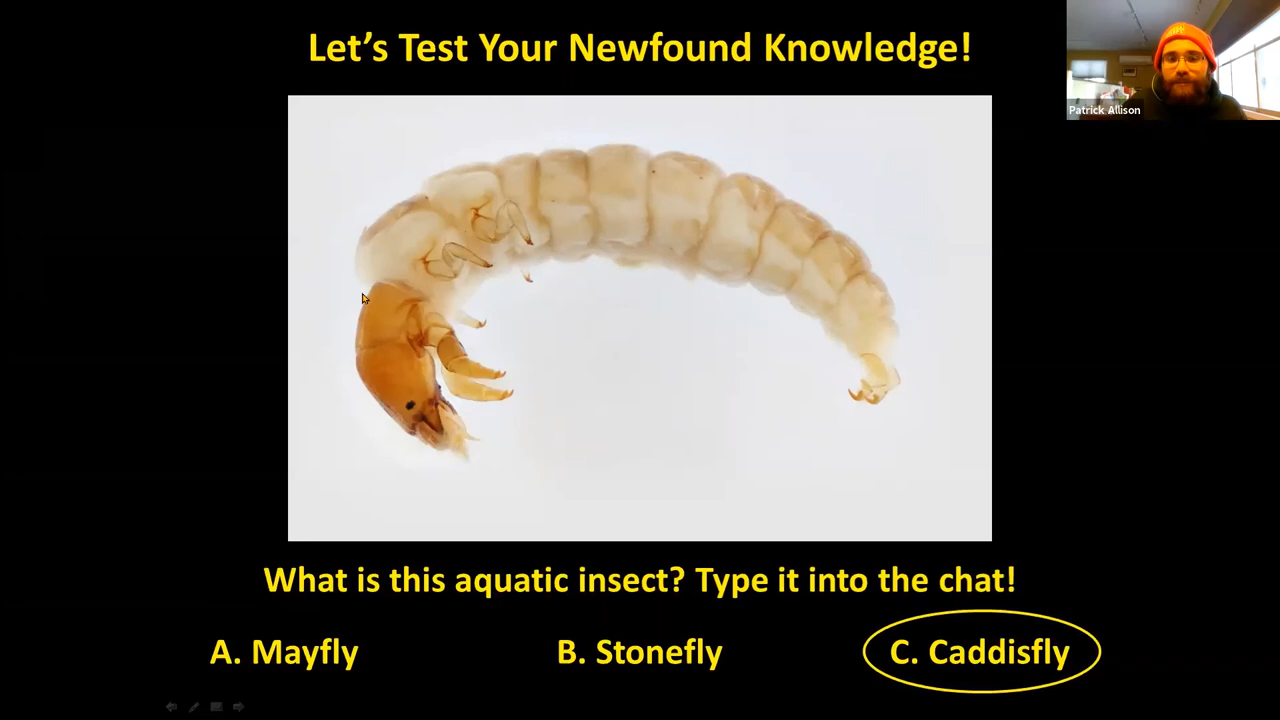 Let's Test Your Newfound Knowledge!
Patrick Allison
What is this aquatic insect? Type it into the chat!
A. Mayfly
B. Stonefly
C. Caddisfly